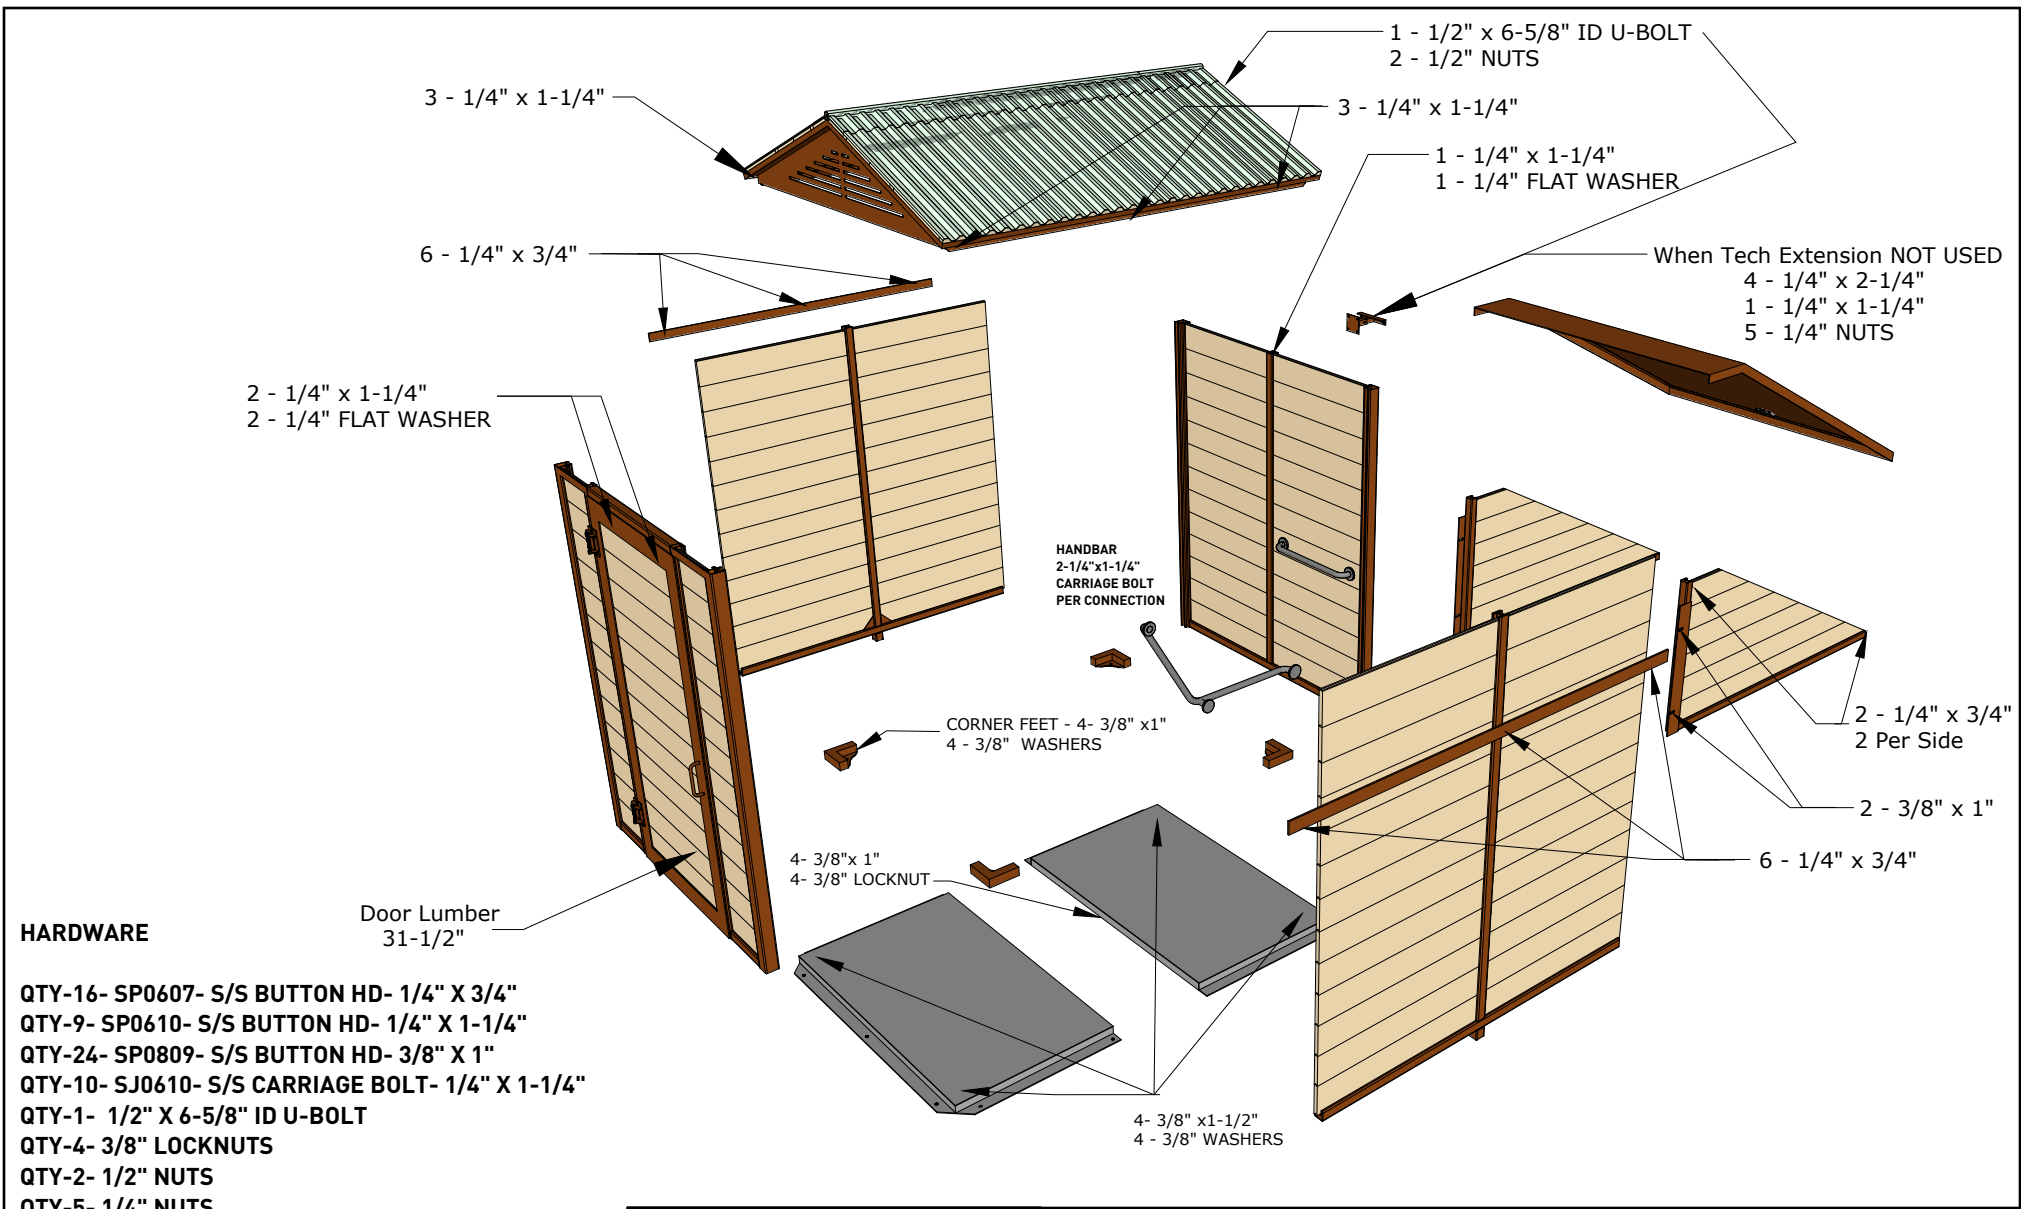 1 - 1/2" x 6-5/8" ID U-BOLT
2 - 1/2" NUTS
3 - 1/4" x 1-1/4"
3 - 1/4" x 1-1/4"
1 - 1/4" x 1-1/4"
1 - 1/4" FLAT WASHER
6 - 1/4" x 3/4"
When Tech Extension NOT USED
4 - 1/4" x 2-1/4"
1 - 1/4" x 1-1/4"
5 - 1/4" NUTS
2 - 1/4" x 1-1/4"
2 - 1/4" FLAT WASHER
HANDBAR
2-1/4"x1-1/4"
CARRIAGE BOLT
PER CONNECTION
CORNER FEET - 4- 3/8" x1"
4 - 3/8" WASHERS
2 - 1/4" x 3/4"
2 Per Side
2 - 3/8" x 1"
6 - 1/4" x 3/4"
4- 3/8"x 1"
4- 3/8" LOCKNUT
Door Lumber
31-1/2"
4- 3/8" x1-1/2"
4 - 3/8" WASHERS
HARDWARE
QTY-16- SP0607- S/S BUTTON HD- 1/4" X 3/4"
QTY-9- SP0610- S/S BUTTON HD- 1/4" X 1-1/4"
QTY-24- SP0809- S/S BUTTON HD- 3/8" X 1"
QTY-10- SJ0610- S/S CARRIAGE BOLT- 1/4" X 1-1/4"
QTY-1- 1/2" X 6-5/8" ID U-BOLT
QTY-4- 3/8" LOCKNUTS
QTY-2- 1/2" NUTS
QTY-5- 1/4" NUTS